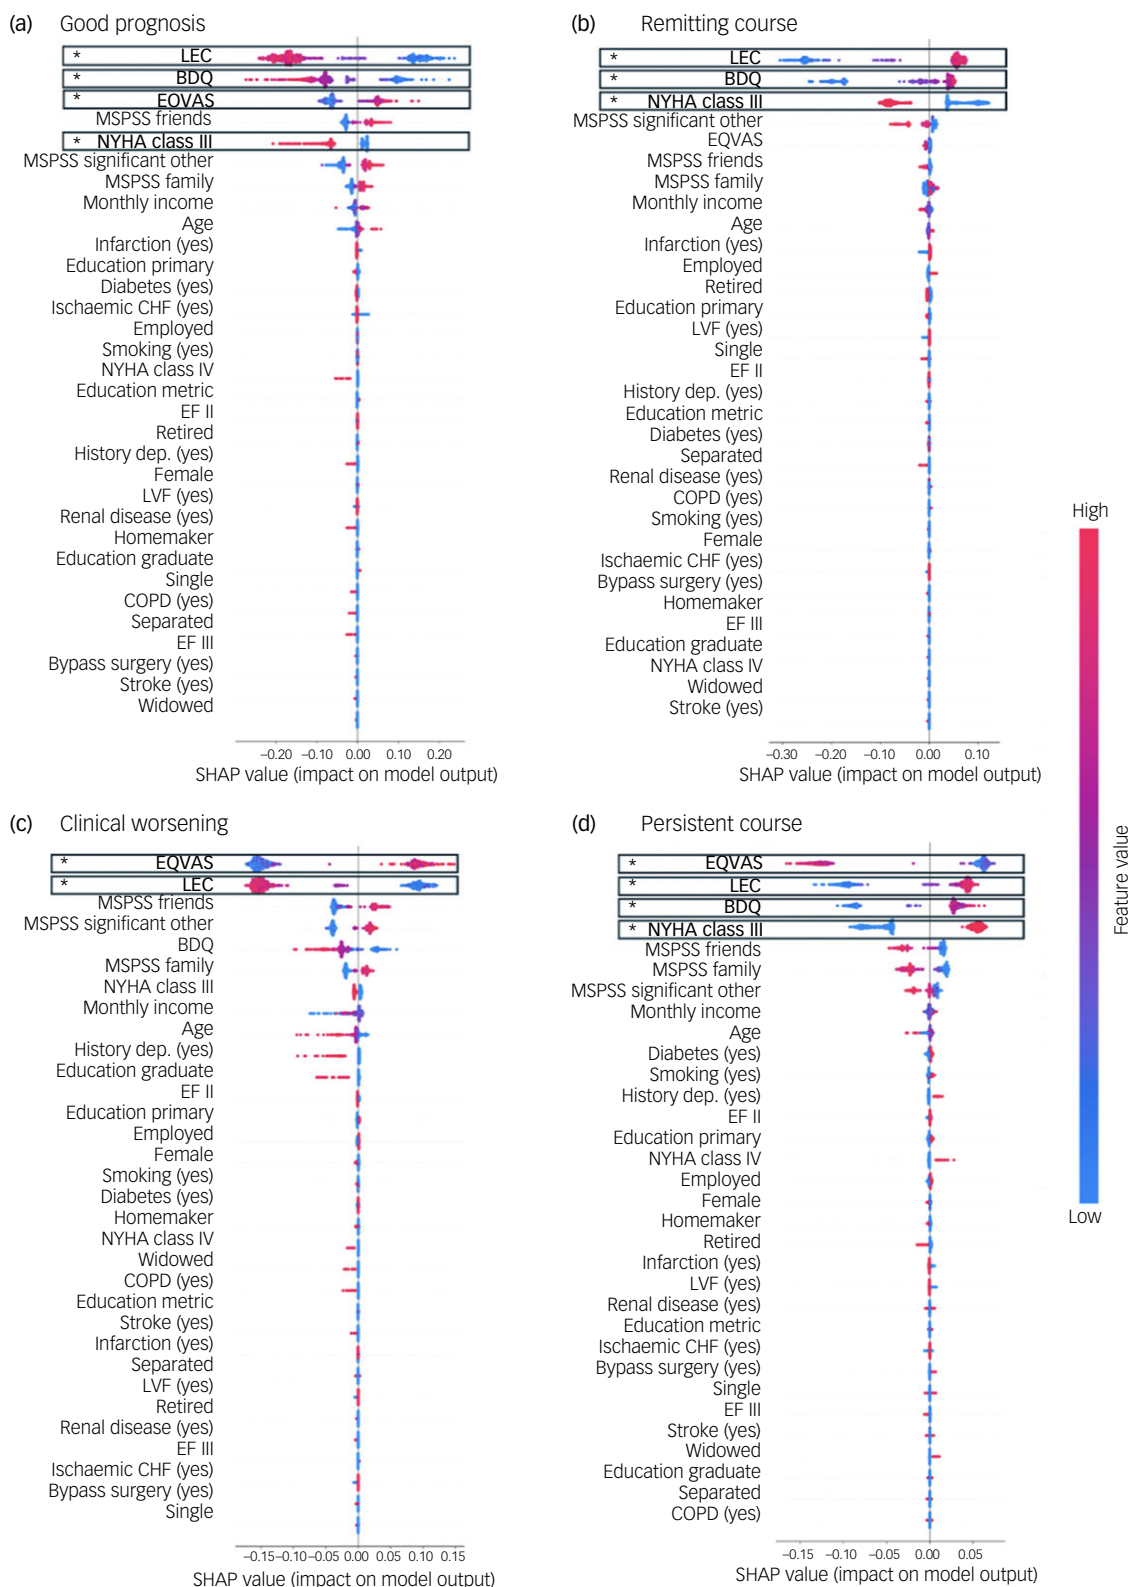 (a) Good prognosis
* LEC
* BDQ
* EOVAS
MSPSS friends
* NYHA class III
MSPSS significant other
MSPSS family
Monthly income
Age
Infarction (yes)
Education primary
Diabetes (yes)
Ischaemic CHF (yes)
Employed
Smoking (yes)
NYHA class IV
Education metric
EF II
Retired
History dep. (yes)
Female
LVF (yes)
Renal disease (yes)
Homemaker
Education graduate
Single
COPD (yes)
Separated
EF III
Bypass surgery (yes)
Stroke (yes)
Widowed
−0.20 −0.10 0.00 0.10 0.20
SHAP value (impact on model output)
(b) Remitting course
* LEC
* BDQ
* NYHA class III
MSPSS significant other
EQVAS
MSPSS friends
MSPSS family
Monthly income
Age
Infarction (yes)
Employed
Retired
Education primary
LVF (yes)
Single
EF II
History dep. (yes)
Education metric
Diabetes (yes)
Separated
Renal disease (yes)
COPD (yes)
Smoking (yes)
Female
Ischaemic CHF (yes)
Bypass surgery (yes)
Homemaker
EF III
Education graduate
NYHA class IV
Widowed
Stroke (yes)
−0.30 −0.20 −0.10 0.00 0.10
SHAP value (impact on model output)
(c) Clinical worsening
* EQVAS
* LEC
MSPSS friends
MSPSS significant other
BDQ
MSPSS family
NYHA class III
Monthly income
Age
History dep. (yes)
Education graduate
EF II
Education primary
Employed
Female
Smoking (yes)
Diabetes (yes)
Homemaker
NYHA class IV
Widowed
COPD (yes)
Education metric
Stroke (yes)
Infarction (yes)
Separated
LVF (yes)
Retired
Renal disease (yes)
EF III
Ischaemic CHF (yes)
Bypass surgery (yes)
Single
−0.15 −0.10 −0.05 0.00 0.05 0.10 0.15
SHAP value (impact on model output)
(d) Persistent course
* EQVAS
* LEC
* BDQ
* NYHA class III
MSPSS friends
MSPSS family
MSPSS significant other
Monthly income
Age
Diabetes (yes)
Smoking (yes)
History dep. (yes)
EF II
Education primary
NYHA class IV
Employed
Female
Homemaker
Retired
Infarction (yes)
LVF (yes)
Renal disease (yes)
Education metric
Ischaemic CHF (yes)
Bypass surgery (yes)
Single
EF III
Stroke (yes)
Widowed
Education graduate
Separated
COPD (yes)
−0.15 −0.10 −0.05 0.00 0.05
SHAP value (impact on model output)
High
Feature value
Low